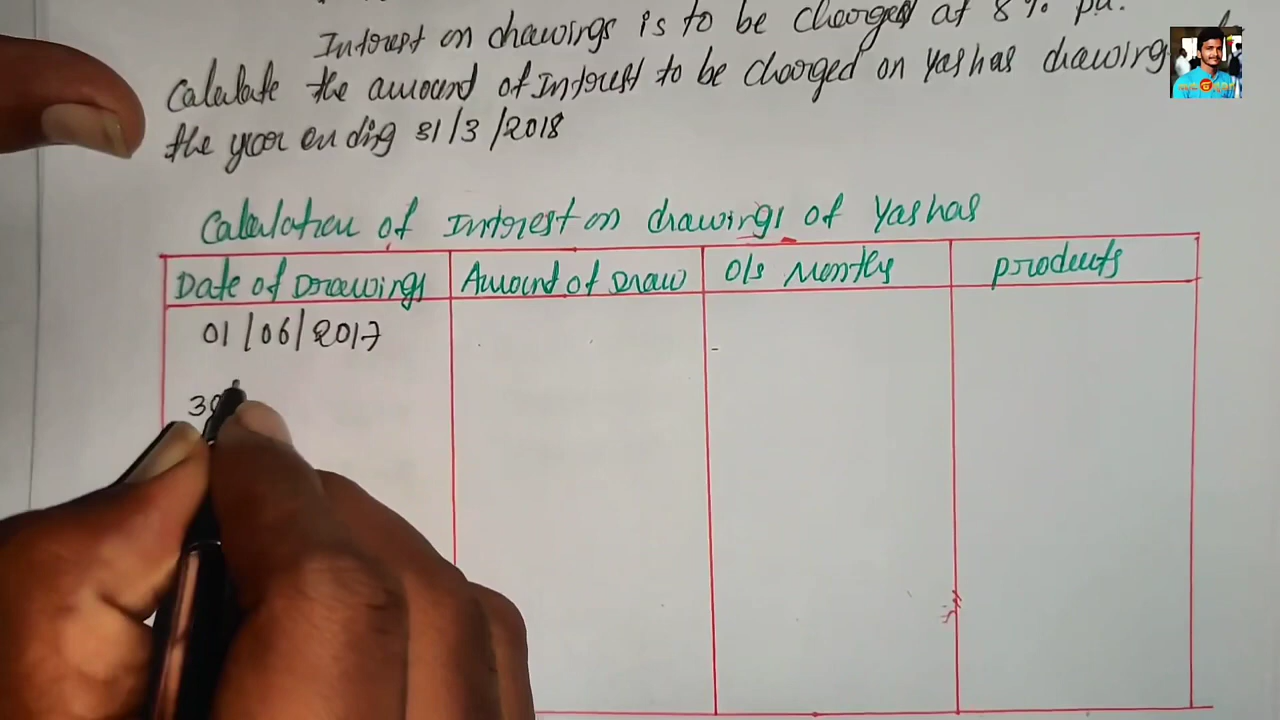 Interest on drawings is to be charged at 8% pa.
Calculate the amount of Interest to be charged on Yashas drawing
the year ending 31/3/2018
Calculation of Interest on drawings of Yashas
Date of Drawings Amount of Draw O/s Months products
01/06/2017